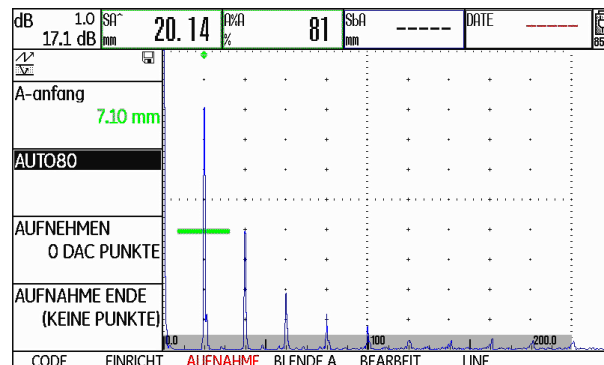 dB 1.0 SA^ A%A SbA DATE
17.1 dB mm 20.14 % 81 mm ----- -----
85
A-anfang
7.10 mm
AUTO80
AUFNEHMEN
0 DAC PUNKTE
AUFNAHME ENDE
(KEINE PUNKTE)
0.0 100 200.0
CODE EINRICHT AUFNAHME BLENDE A BEARBEIT LINE